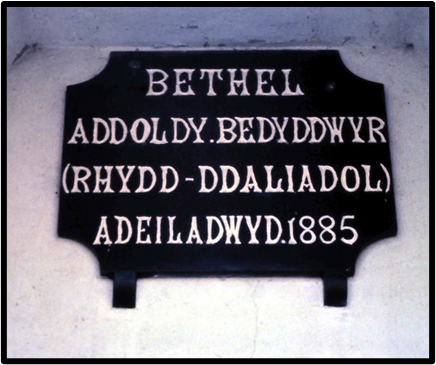 BETHEL
ADDOLDY.BEDYDDWYR
(RHYDD-DDALIADOL)
ADEILADWYD.1885